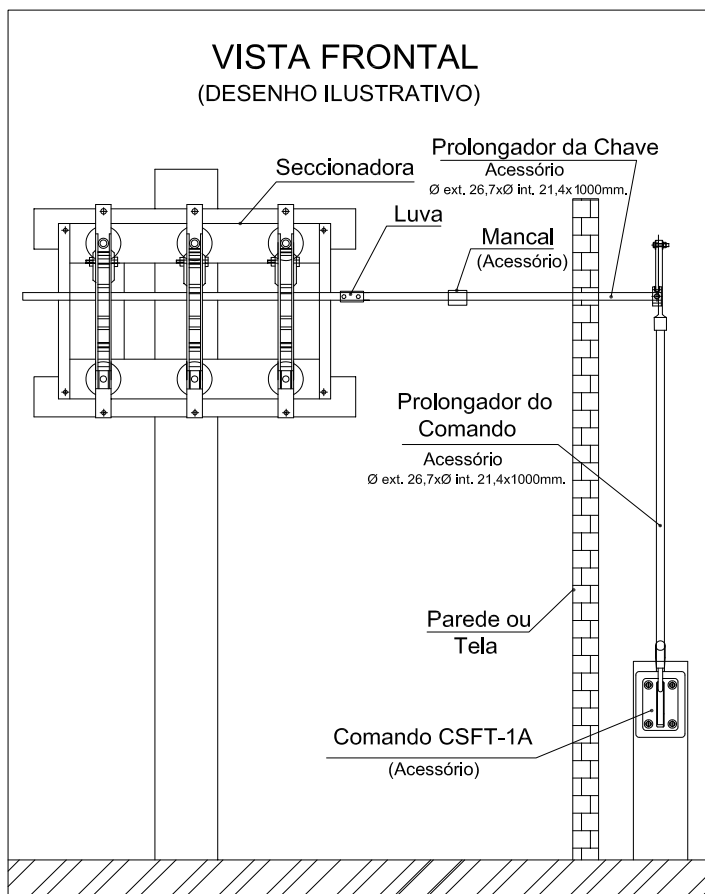 VISTA FRONTAL
(DESENHO ILUSTRATIVO)
Seccionadora
Prolongador da Chave
Acessório
Ø ext. 26,7xØ int. 21,4x1000mm.
Luva
Mancal
(Acessório)
Prolongador do
Comando
Acessório
Ø ext. 26,7xØ int. 21,4x1000mm.
Parede ou
Tela
Comando CSFT-1A
(Acessório)